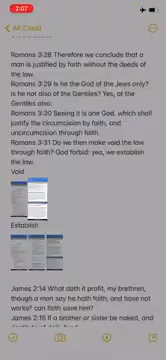 2:07
All iCloud
Romans 3:28 Therefore we conclude that a
man is justified by faith without the deeds of
the law.
Romans 3:29 Is he the God of the Jews only?
is he not also of the Gentiles? Yes, of the
Gentiles also:
Romans 3:30 Seeing it is one God, which shall
justify the circumcision by faith, and
uncircumcision through faith.
Romans 3:31 Do we then make void the law
through faith? God forbid: yea, we establish
the law.
Void
Establish
James 2:14 What doth it profit, my brethren,
though a man say he hath faith, and have not
works? can faith save him?
James 2:15 If a brother or sister be naked, and